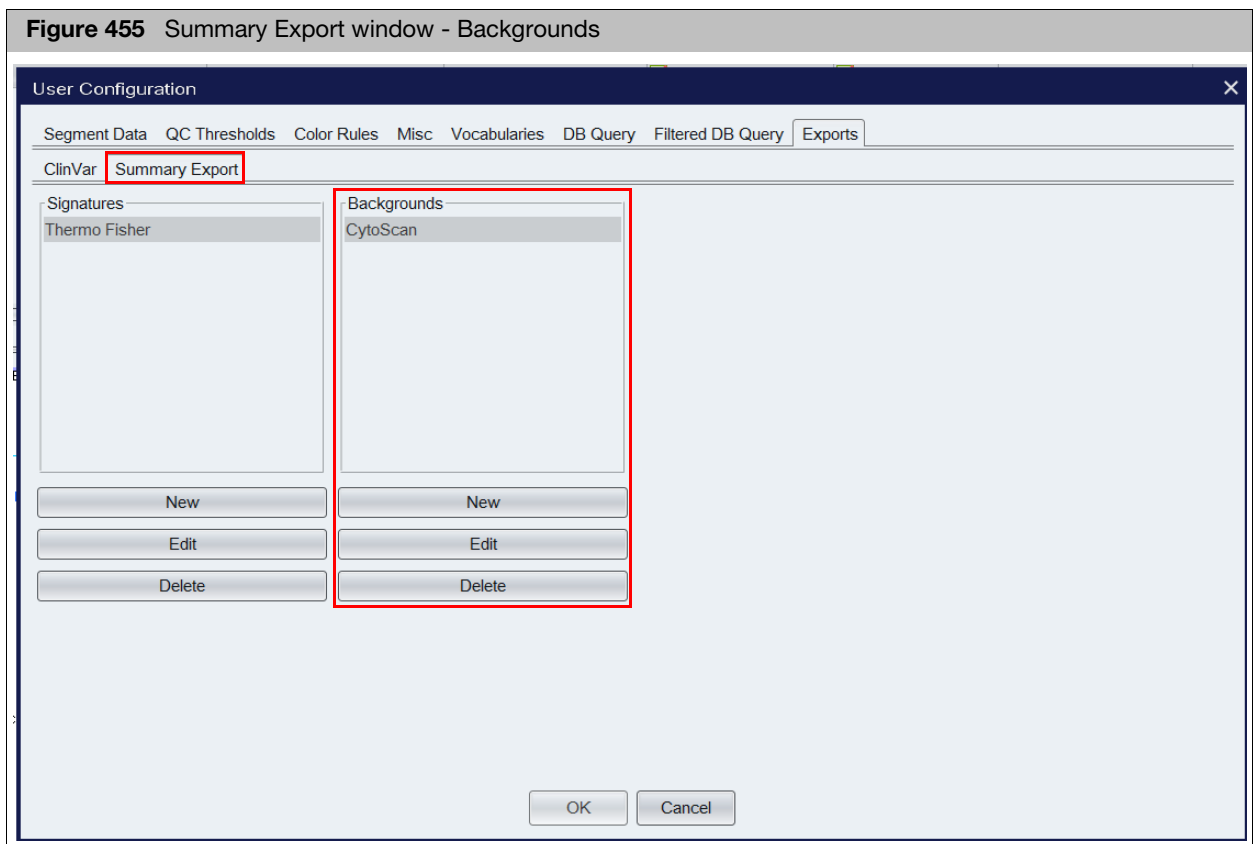 Figure 455 Summary Export window - Backgrounds
User Configuration
Segment Data QC Thresholds Color Rules Misc Vocabularies DB Query Filtered DB Query Exports
ClinVar Summary Export
Signatures Backgrounds
Thermo Fisher CytoScan
New New
Edit Edit
Delete Delete
OK Cancel